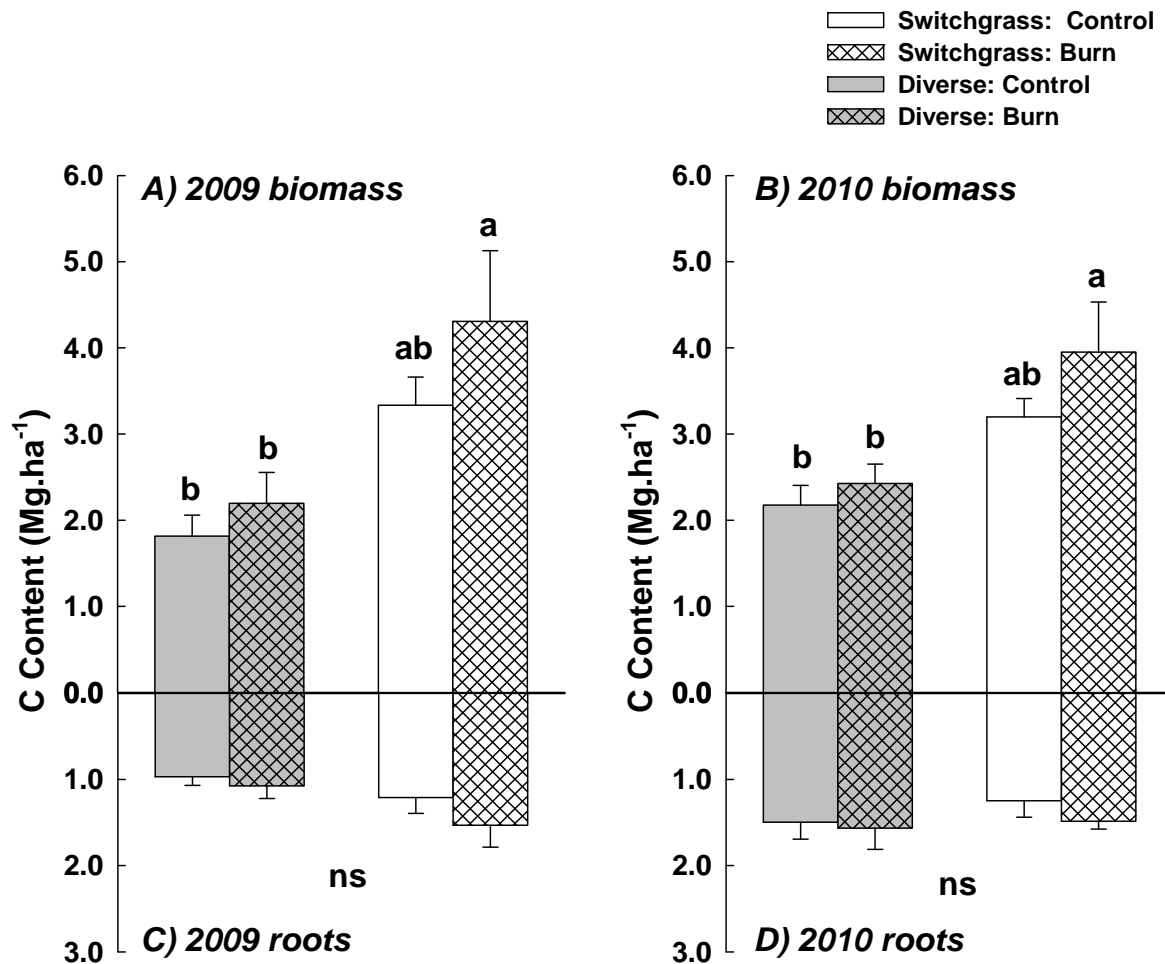 Switchgrass: Control
Switchgrass: Burn
Diverse: Control
Diverse: Burn
A) 2009 biomass
6.0
5.0
4.0
3.0
2.0
1.0
0.0
1.0
2.0
3.0
C Content (Mg.ha-1)
b
b
ab
a
ns
C) 2009 roots
B) 2010 biomass
6.0
5.0
4.0
3.0
2.0
1.0
0.0
1.0
2.0
3.0
C Content (Mg.ha-1)
b
b
ab
a
ns
D) 2010 roots